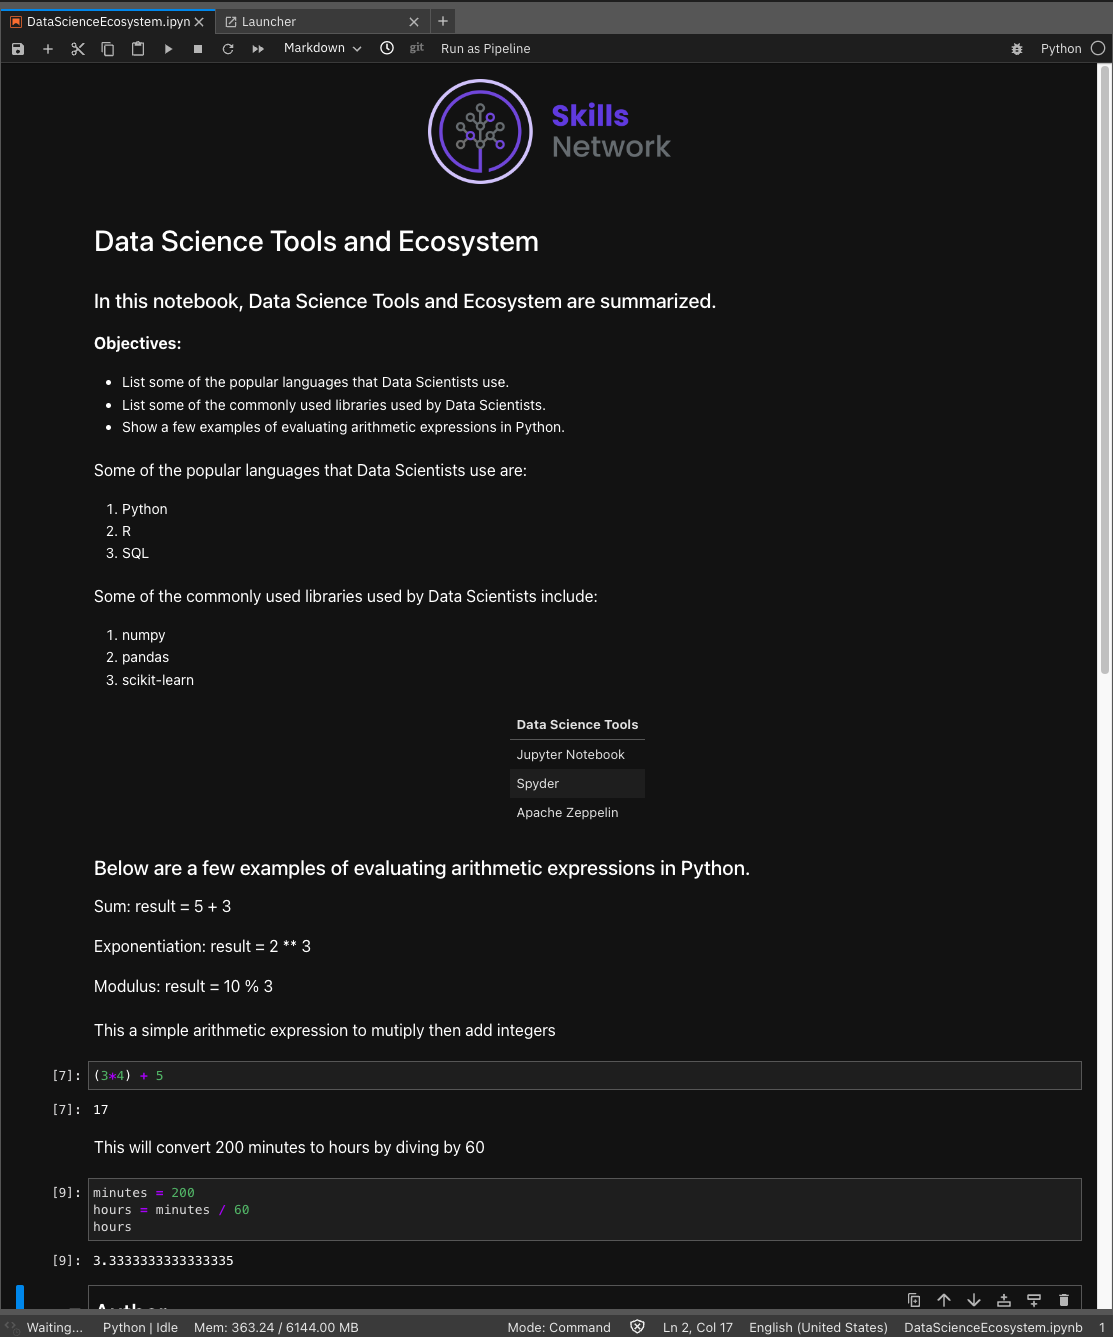 DataScienceEcosystem.ipyn
Launcher
Markdown
git
Run as Pipeline
Python
Skills
Network
Data Science Tools and Ecosystem
In this notebook, Data Science Tools and Ecosystem are summarized.
Objectives:
• List some of the popular languages that Data Scientists use.
• List some of the commonly used libraries used by Data Scientists.
• Show a few examples of evaluating arithmetic expressions in Python.
Some of the popular languages that Data Scientists use are:
1. Python
2. R
3. SQL
Some of the commonly used libraries used by Data Scientists include:
1. numpy
2. pandas
3. scikit-learn
Data Science Tools
Jupyter Notebook
Spyder
Apache Zeppelin
Below are a few examples of evaluating arithmetic expressions in Python.
Sum: result = 5 + 3
Exponentiation: result = 2 ** 3
Modulus: result = 10 % 3
This a simple arithmetic expression to mutiply then add integers
[7]: (3*4) + 5
[7]: 17
This will convert 200 minutes to hours by diving by 60
[9]: minutes = 200
hours = minutes / 60
hours
[9]: 3.3333333333333335
Waiting... Python | Idle Mem: 363.24 / 6144.00 MB Mode: Command Ln 2, Col 17 English (United States) DataScienceEcosystem.ipynb 1